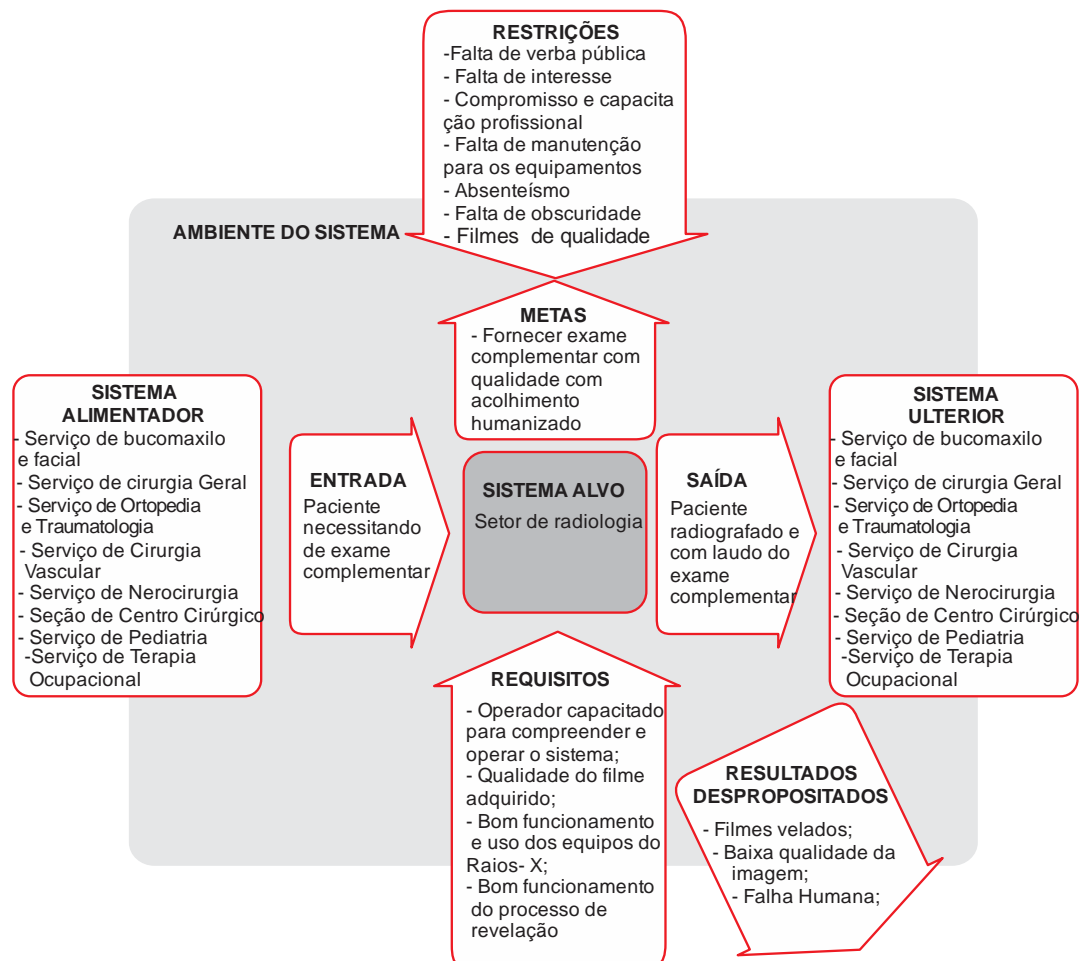 RESTRIÇÕES
-Falta de verba pública
- Falta de interesse
- Compromisso e capacita
ção profissional
- Falta de manutenção
para os equipamentos
- Absenteísmo
- Falta de obscuridade
- Filmes de qualidade
AMBIENTE DO SISTEMA
METAS
- Fornecer exame
complementar com
qualidade com
acolhimento
humanizado
SISTEMA
ALIMENTADOR
- Serviço de bucomaxilo
e facial
- Serviço de cirurgia Geral
- Serviço de Ortopedia
e Traumatologia
- Serviço de Cirurgia
Vascular
- Serviço de Nerocirurgia
- Seção de Centro Cirúrgico
- Serviço de Pediatria
-Serviço de Terapia
Ocupacional
ENTRADA
Paciente
necessitando
de exame
complementar
SISTEMA ALVO
Setor de radiologia
SAÍDA
Paciente
radiografado e
com laudo do
exame
complementar
SISTEMA
ULTERIOR
- Serviço de bucomaxilo
e facial
- Serviço de cirurgia Geral
- Serviço de Ortopedia
e Traumatologia
- Serviço de Cirurgia
Vascular
- Serviço de Nerocirurgia
- Seção de Centro Cirúrgico
- Serviço de Pediatria
-Serviço de Terapia
Ocupacional
REQUISITOS
- Operador capacitado
para compreender e
operar o sistema;
- Qualidade do filme
adquirido;
- Bom funcionamento
e uso dos equipos do
Raios- X;
- Bom funcionamento
do processo de
revelação
RESULTADOS
DESPROPOSITADOS
- Filmes velados;
- Baixa qualidade da
imagem;
- Falha Humana;